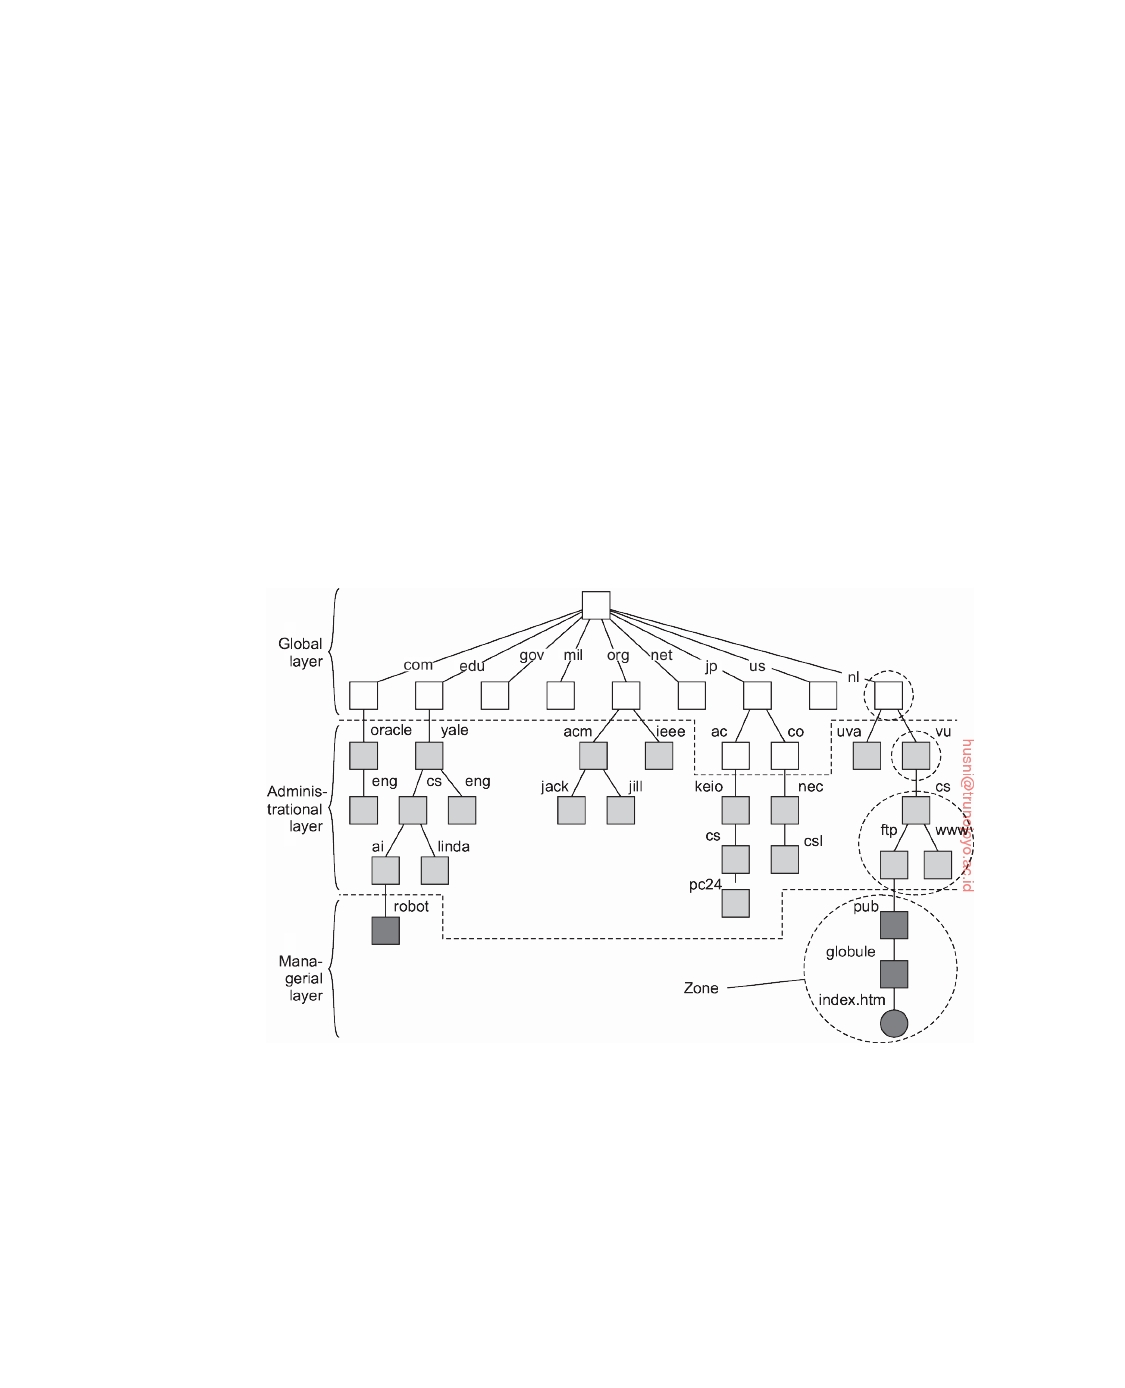 Global
layer
com
edu
gov
mil
org
net
jp
us
nl
oracle
yale
acm
ieee
ac
co
uva
vu
Adminis-
trational
layer
eng
cs
eng
jack
jill
keio
nec
cs
ai
linda
cs
csl
ftp
www
pc24
robot
pub
Mana-
gerial
layer
globule
Zone
index.htm